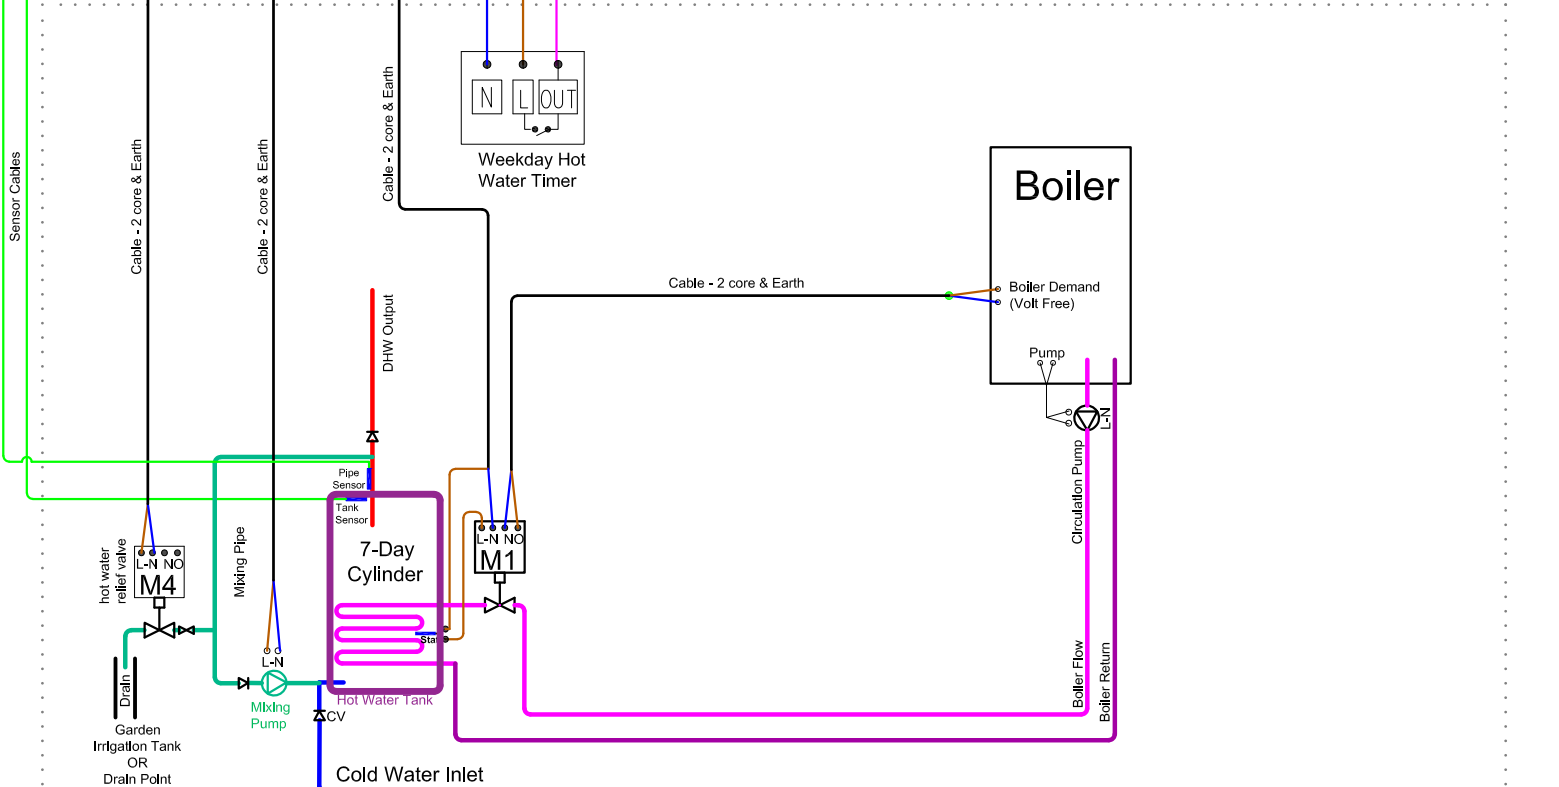 Sensor Cables
Cable - 2 core & Earth
Cable - 2 core & Earth
Cable - 2 core & Earth
N
L
OUT
Weekday Hot
Water Timer
Boiler
Cable - 2 core & Earth
Boiler Demand
(Volt Free)
Pump
L-N
Circulation Pump
DHW Output
Pipe
Sensor
Tank
Sensor
7-Day
Cylinder
L-N NO
M1
hot water
relief valve
L-N NO
M4
Mixing Pipe
Stat
L-N
Mixing
Pump
Hot Water Tank
CV
Drain
Garden
Irrigation Tank
OR
Drain Point
Boiler Flow
Boiler Return
Cold Water Inlet